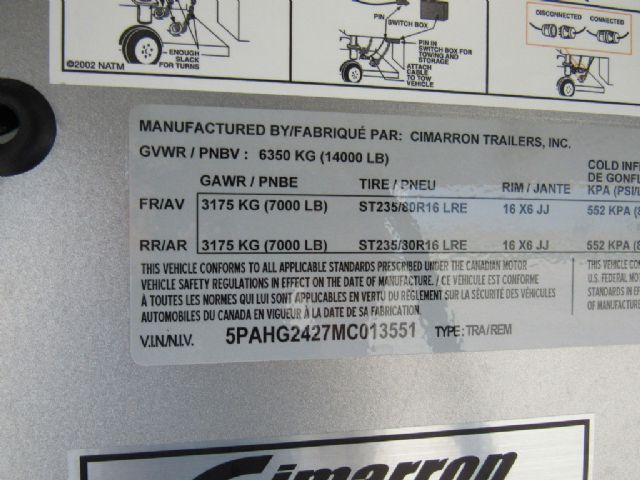 PIN
SWITCH BOX
DISCONNECTED
CONNECTED
ENOUGH
SLACK
FOR TURNS
©2002 NATM
PIN IN
SWITCH BOX FOR
TOWING AND
STORAGE
ATTACH
CABLE
TO TOW
VEHICLE
MANUFACTURED BY/FABRIQUÉ PAR: CIMARRON TRAILERS, INC.
GVWR / PNBV : 6350 KG (14000 LB)
COLD INF
DE GONFL
GAWR / PNBE TIRE / PNEU RIM / JANTE KPA (PSI/L
FR/AV 3175 KG (7000 LB) ST235/80R16 LRE 16 X6 JJ 552 KPA (8
RR/AR 3175 KG (7000 LB) ST235/80R16 LRE 16 X6 JJ 552 KPA (8
THIS VEHICLE CONFORMS TO ALL APPLICABLE STANDARDS PRESCRIBED UNDER THE CANADIAN MOTOR
VEHICLE SAFETY REGULATIONS IN EFFECT ON THE DATE OF MANUFACTURE. / CE VÉHICULE EST CONFORME
À TOUTES LES NORMES QUI LUI SONT APPLICABLES EN VERTU DU RÈGLEMENT SUR LA SÉCURITÉ DES VÉHICULES
AUTOMOBILES DU CANADA EN VIGUEUR À LA DATE DE SA FABRICATION.
THIS VEHICLE
U.S. FEDERAL M
OF MANUFACTUR
V.I.N./N.I.V. 5PAHG2427MC013551 TYPE: TRA/REM
Cimarron